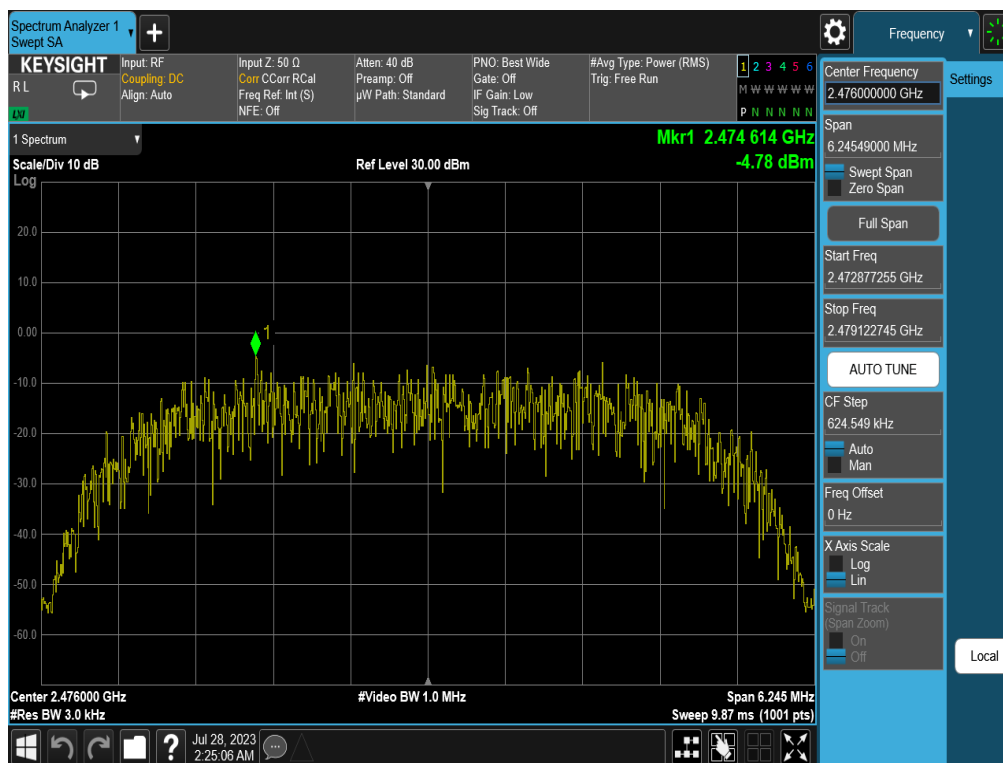 Spectrum Analyzer 1
Swept SA
Frequency
KEYSIGHT
R L
LXI
Input: RF
Coupling: DC
Align: Auto
Input Z: 50 Ω
Corr CCorr RCal
Freq Ref: Int (S)
NFE: Off
Atten: 40 dB
Preamp: Off
µW Path: Standard
PNO: Best Wide
Gate: Off
IF Gain: Low
Sig Track: Off
#Avg Type: Power (RMS)
Trig: Free Run
1 2 3 4 5 6
M W W W W W
P N N N N N
1 Spectrum
Scale/Div 10 dB
Ref Level 30.00 dBm
Mkr1 2.474 614 GHz
-4.78 dBm
Log
20.0
10.0
0.00
-10.0
-20.0
-30.0
-40.0
-50.0
-60.0
1
Center 2.476000 GHz
#Video BW 1.0 MHz
Span 6.245 MHz
#Res BW 3.0 kHz
Sweep 9.87 ms (1001 pts)
Jul 28, 2023
2:25:06 AM
Center Frequency
2.476000000 GHz
Settings
Span
6.24549000 MHz
Swept Span
Zero Span
Full Span
Start Freq
2.472877255 GHz
Stop Freq
2.479122745 GHz
AUTO TUNE
CF Step
624.549 kHz
Auto
Man
Freq Offset
0 Hz
X Axis Scale
Log
Lin
Signal Track
(Span Zoom)
On
Off
Local